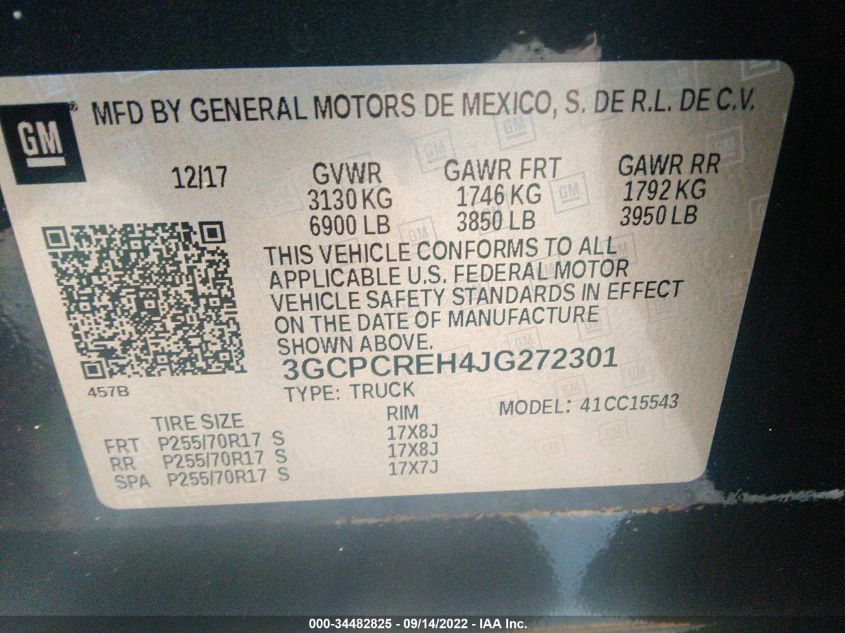 GM
® MFD BY GENERAL MOTORS DE MEXICO, S. DE R.L. DE C.V.
12/17 GVWR GAWR FRT GAWR RR
3130 KG 1746 KG 1792 KG
6900 LB 3850 LB 3950 LB
THIS VEHICLE CONFORMS TO ALL
APPLICABLE U.S. FEDERAL MOTOR
VEHICLE SAFETY STANDARDS IN EFFECT
ON THE DATE OF MANUFACTURE
SHOWN ABOVE.
3GCPCREH4JG272301
457B
TYPE: TRUCK MODEL: 41CC15543
TIRE SIZE RIM
FRT P255/70R17 S 17X8J
RR P255/70R17 S 17X8J
SPA P255/70R17 S 17X7J
000-34482825 - 09/14/2022 - IAA Inc.